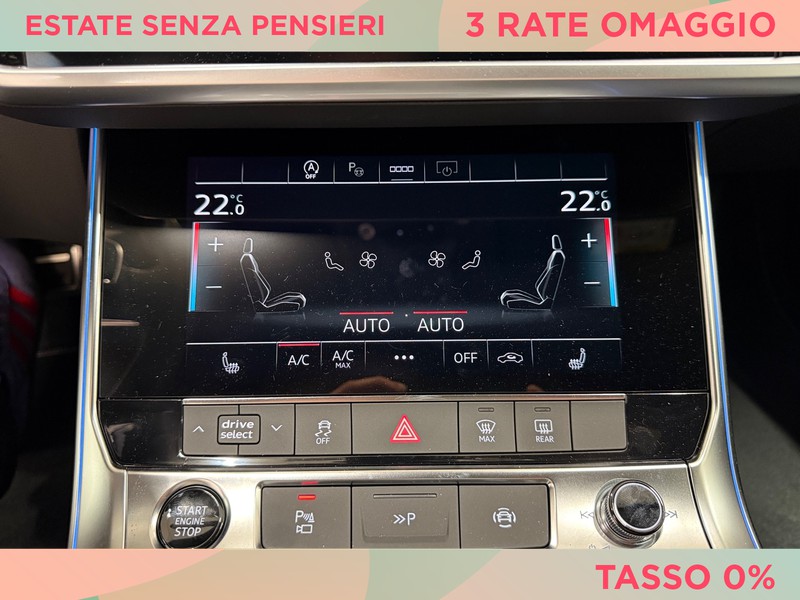 ESTATE SENZA PENSIERI
3 RATE OMAGGIO
A OFF
P
22.0 °C
22.0 °C
+
+
−
−
AUTO
AUTO
A/C
A/C MAX
•••
OFF
drive select
OFF
MAX
REAR
START ENGINE STOP
P
>>P
TASSO 0%